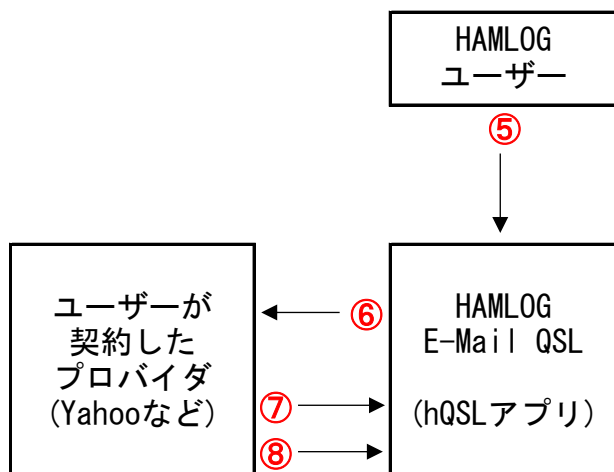 HAMLOG
ユーザー
⑤
ユーザーが
契約した
プロバイダ
(Yahooなど)
⑥
⑦
⑧
HAMLOG
E-Mail QSL
(hQSLアプリ)